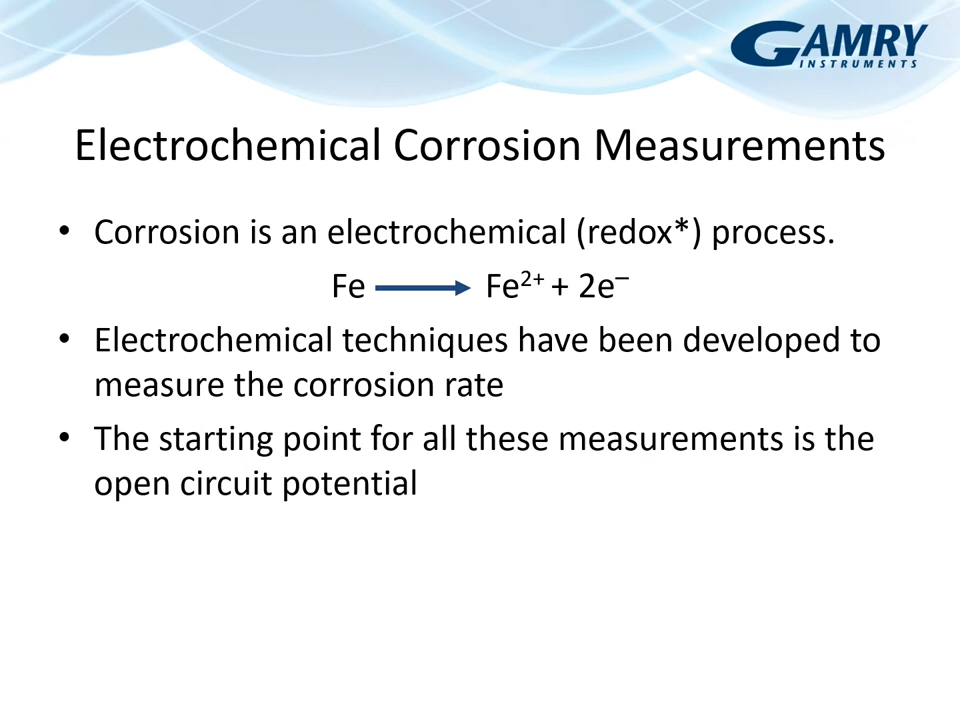 GAMRY
INSTRUMENTS
Electrochemical Corrosion Measurements
• Corrosion is an electrochemical (redox*) process.
Fe ⟶ Fe²⁺ + 2e⁻
• Electrochemical techniques have been developed to
measure the corrosion rate
• The starting point for all these measurements is the
open circuit potential